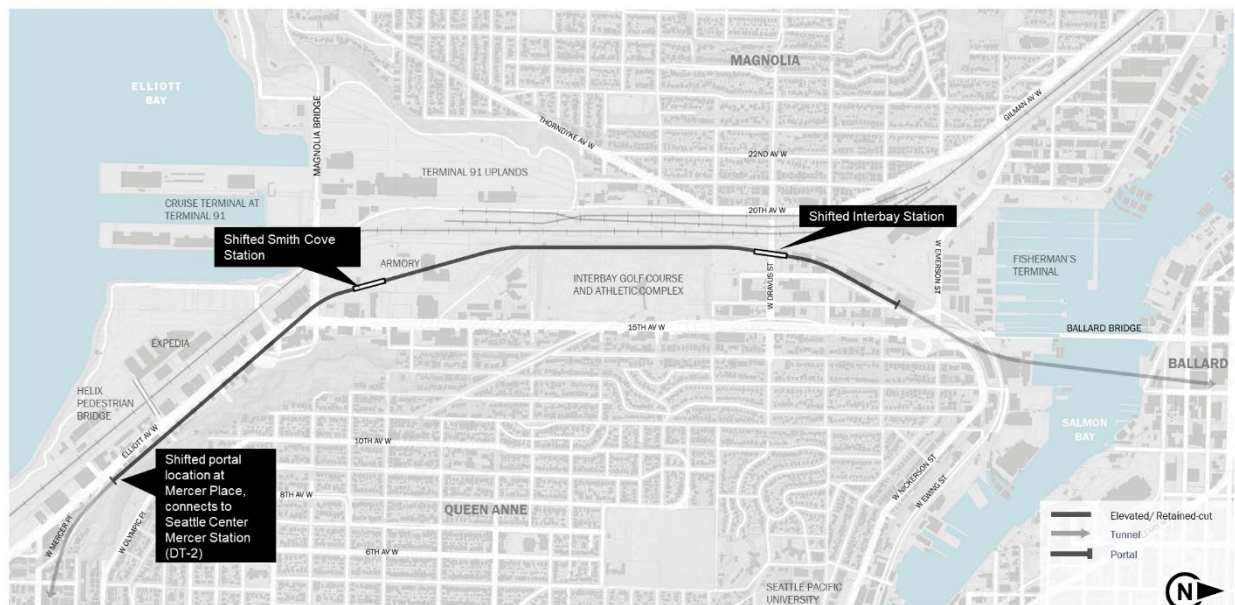 MAGNOLIA
ELLIOTT
BAY
MAGNOLIA BRIDGE
THORNDYKE AV W
GILMAN AV W
22ND AV W
TERMINAL 91 UPLANDS
CRUISE TERMINAL AT
TERMINAL 91
20TH AV W
Shifted Interbay Station
Shifted Smith Cove
Station
ARMORY
INTERBAY GOLF COURSE
AND ATHLETIC COMPLEX
W DRAVUS ST
W EMERSON ST
FISHERMAN'S
TERMINAL
15TH AV W
BALLARD BRIDGE
BALLARD
EXPEDIA
HELIX
PEDESTRIAN
BRIDGE
ELLIOTT AV W
SALMON
BAY
10TH AV W
Shifted portal
location at
Mercer Place,
connects to
Seattle Center
Mercer Station
(DT-2)
8TH AV W
W NICKERSON ST
W EWING ST
QUEEN ANNE
W MERCER PL
W OLYMPIC PL
6TH AV W
SEATTLE PACIFIC
UNIVERSITY
Elevated/ Retained-cut
Tunnel
Portal
N